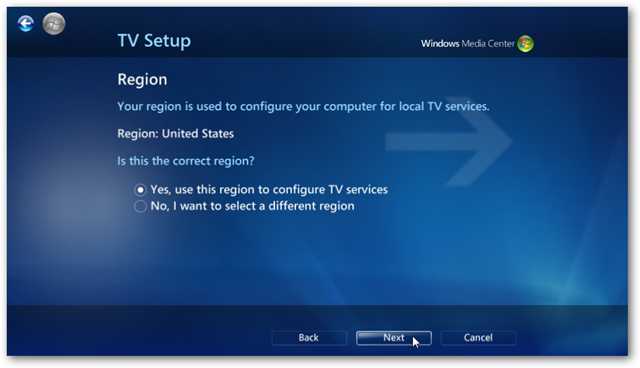 TV Setup
Windows Media Center
Region
Your region is used to configure your computer for local TV services.
Region: United States
Is this the correct region?
Yes, use this region to configure TV services
No, I want to select a different region
Back
Next
Cancel